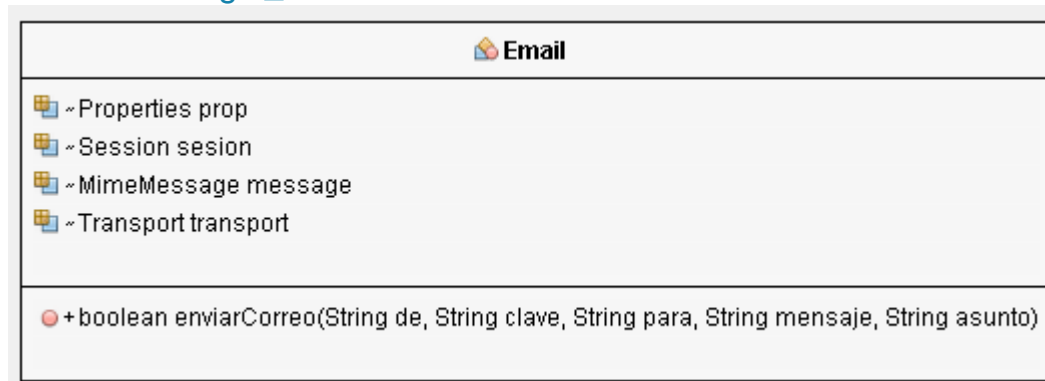 Email
~Properties prop
~Session sesion
~MimeMessage message
~Transport transport
+boolean enviarCorreo(String de, String clave, String para, String mensaje, String asunto)